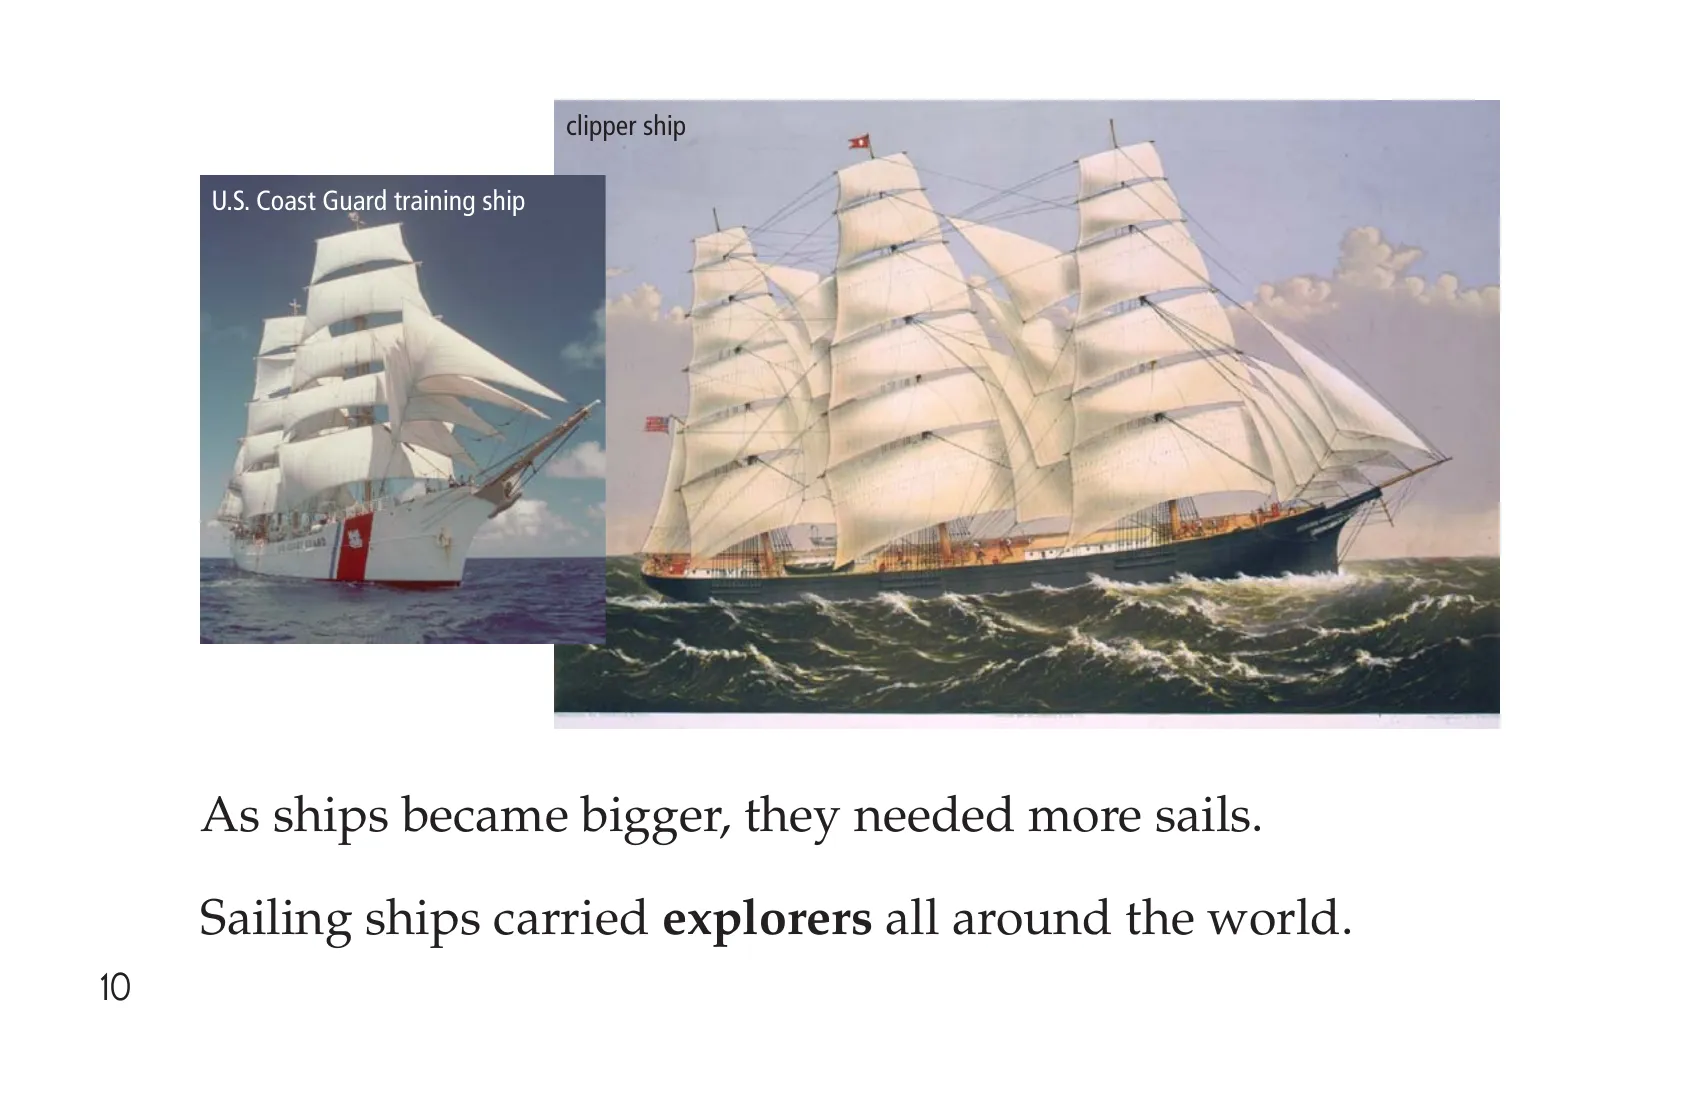 clipper ship
U.S. Coast Guard training ship
As ships became bigger, they needed more sails.
Sailing ships carried explorers all around the world.
10